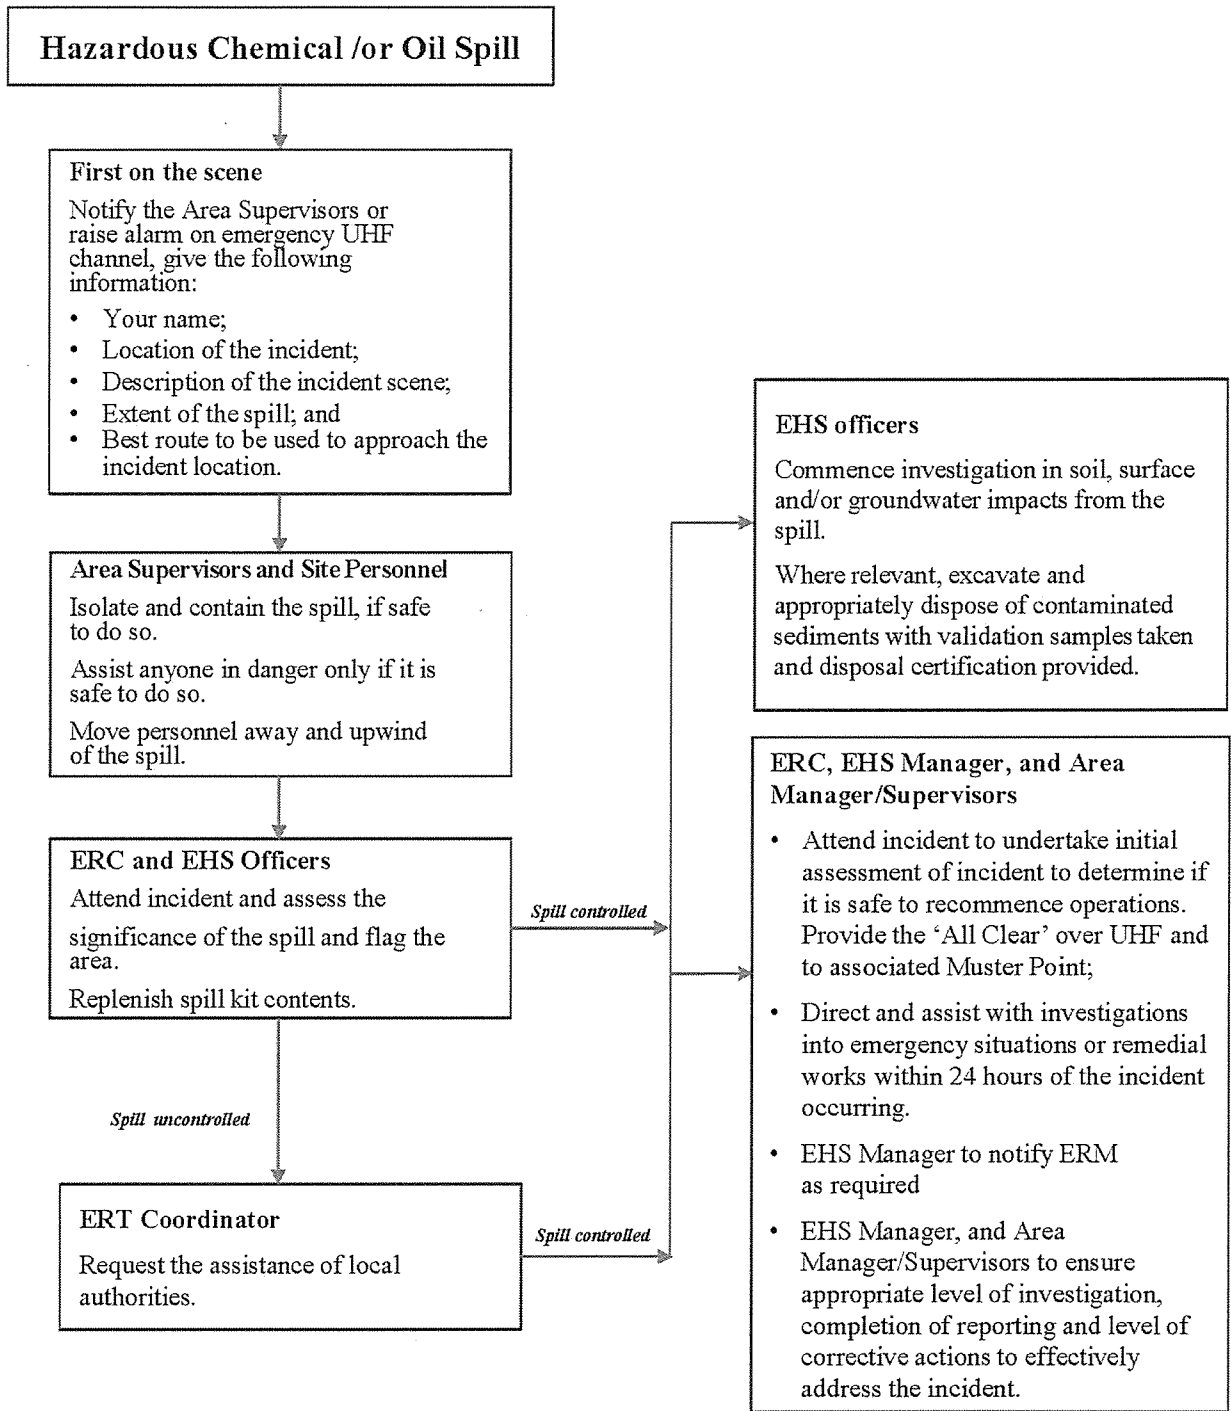 Hazardous Chemical /or Oil Spill
First on the scene
Notify the Area Supervisors or
raise alarm on emergency UHF
channel, give the following
information:
• Your name;
• Location of the incident;
• Description of the incident scene;
• Extent of the spill; and
• Best route to be used to approach the
incident location.
Area Supervisors and Site Personnel
Isolate and contain the spill, if safe
to do so.
Assist anyone in danger only if it is
safe to do so.
Move personnel away and upwind
of the spill.
ERC and EHS Officers
Attend incident and assess the
significance of the spill and flag the
area.
Replenish spill kit contents.
Spill controlled
Spill uncontrolled
ERT Coordinator
Request the assistance of local
authorities.
Spill controlled
EHS officers
Commence investigation in soil, surface
and/or groundwater impacts from the
spill.
Where relevant, excavate and
appropriately dispose of contaminated
sediments with validation samples taken
and disposal certification provided.
ERC, EHS Manager, and Area
Manager/Supervisors
• Attend incident to undertake initial
assessment of incident to determine if
it is safe to recommence operations.
Provide the ‘All Clear’ over UHF and
to associated Muster Point;
• Direct and assist with investigations
into emergency situations or remedial
works within 24 hours of the incident
occurring.
• EHS Manager to notify ERM
as required
• EHS Manager, and Area
Manager/Supervisors to ensure
appropriate level of investigation,
completion of reporting and level of
corrective actions to effectively
address the incident.